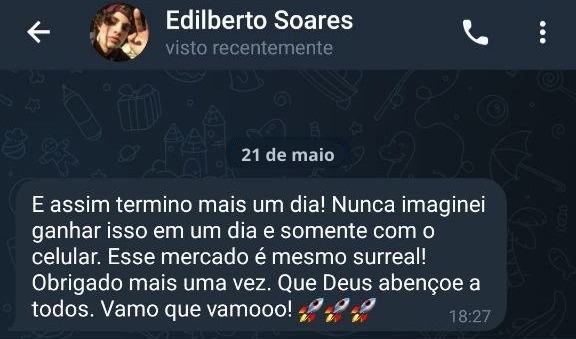 Edilberto Soares
visto recentemente
21 de maio
E assim termino mais um dia! Nunca imaginei
ganhar isso em um dia e somente com o
celular. Esse mercado é mesmo surreal!
Obrigado mais uma vez. Que Deus abençoe a
todos. Vamo que vamooo! 🚀🚀🚀
18:27